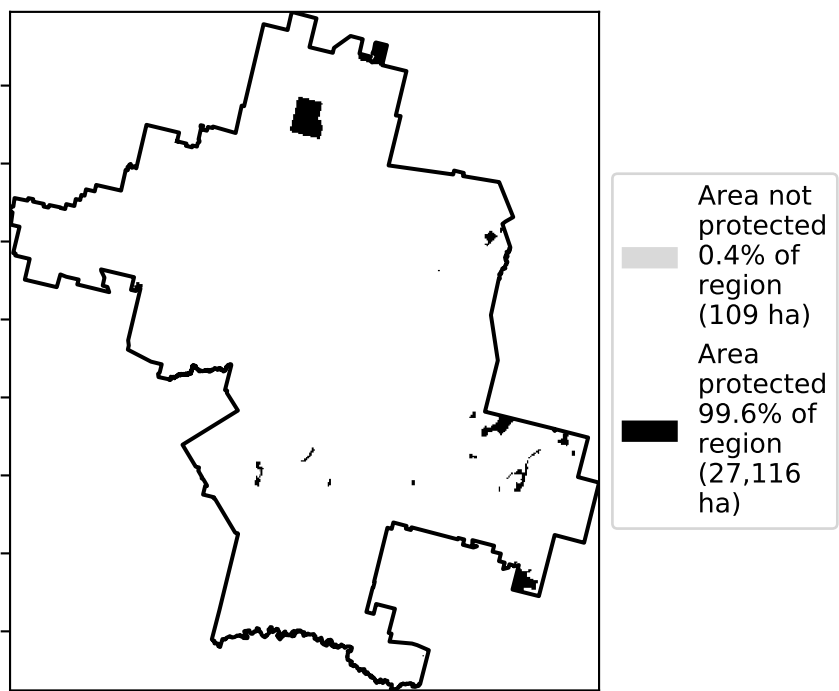 Area not
protected
0.4% of
region
(109 ha)
Area
protected
99.6% of
region
(27,116
ha)